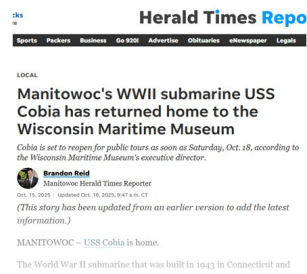 cks
Herald Times Repo
Sports Packers Business Go 920! Advertise Obituaries eNewspaper Legals
LOCAL
Manitowoc's WWII submarine USS
Cobia has returned home to the
Wisconsin Maritime Museum
Cobia is set to reopen for public tours as soon as Saturday, Oct. 18, according to
the Wisconsin Maritime Museum's executive director.
Brandon Reid
Manitowoc Herald Times Reporter
Oct. 15, 2025 Updated Oct. 16, 2025, 9:47 a.m. CT
(This story has been updated from an earlier version to add the latest
information.)
MANITOWOC – USS Cobia is home.
The World War II submarine that was built in 1943 in Connecticut and